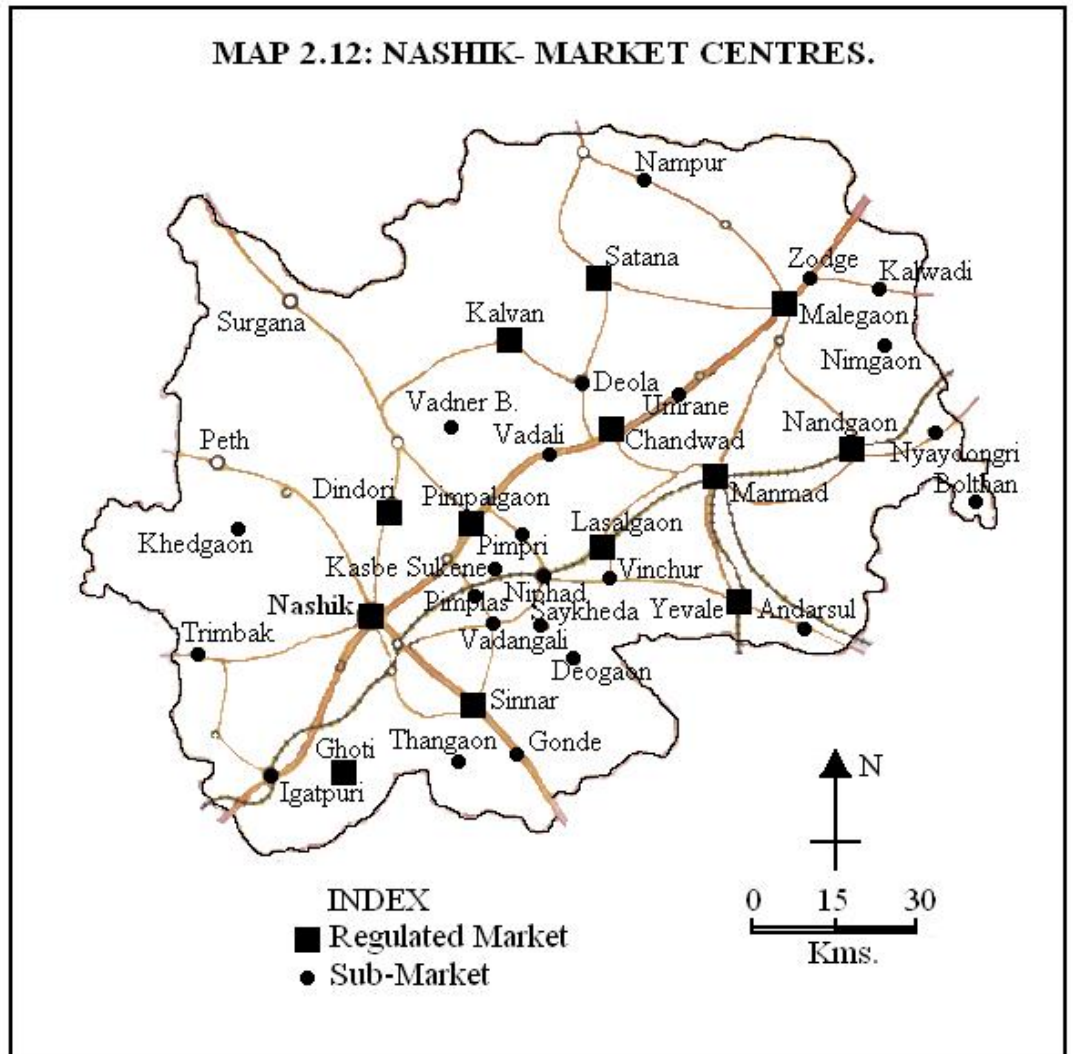 MAP 2.12: NASHIK- MARKET CENTRES.
Nampur
Satana
Zodge
Kalwadi
Surgana
Kalvan
Malegaon
Nimgaon
Deola
Umrane
Vadner B.
Vadali
Chandwad
Nandgaon
Peth
Nyaydongri
Dindori
Pimpalgaon
Manmad
Bolthan
Khedgaon
Lasalgaon
Pimpri
Kasbe Sukene
Vinchur
Niphad
Nashik
Pimplas
Saykheda
Yevale
Andarsul
Trimbak
Vadangali
Deogaon
Sinnar
Ghoti
Thangaon
Gonde
Igatpuri
N
INDEX
Regulated Market
Sub-Market
0 15 30
Kms.